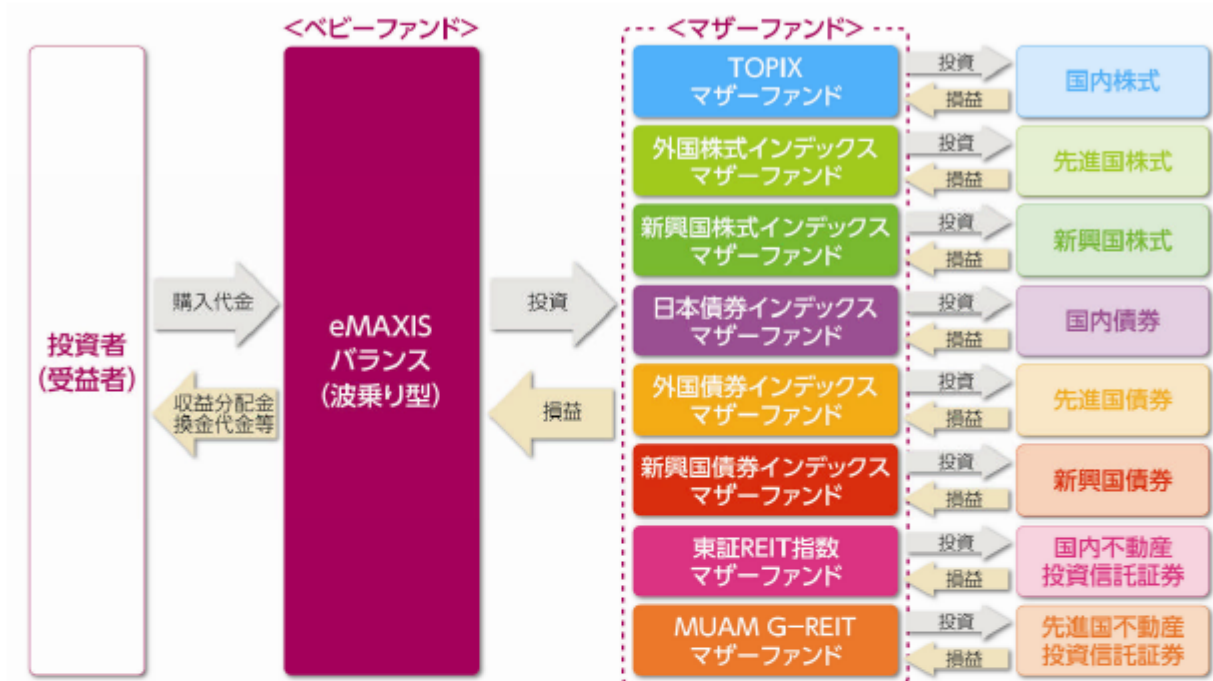 <ベビーファンド>
<マザーファンド>
投資者
(受益者)
購入代金
収益分配金
換金代金等
eMAXIS
バランス
(波乗り型)
投資
損益
TOPIX
マザーファンド
投資
損益
国内株式
外国株式インデックス
マザーファンド
投資
損益
先進国株式
新興国株式インデックス
マザーファンド
投資
損益
新興国株式
日本債券インデックス
マザーファンド
投資
損益
国内債券
外国債券インデックス
マザーファンド
投資
損益
先進国債券
新興国債券インデックス
マザーファンド
投資
損益
新興国債券
東証REIT指数
マザーファンド
投資
損益
国内不動産
投資信託証券
MUAM G−REIT
マザーファンド
投資
損益
先進国不動産
投資信託証券